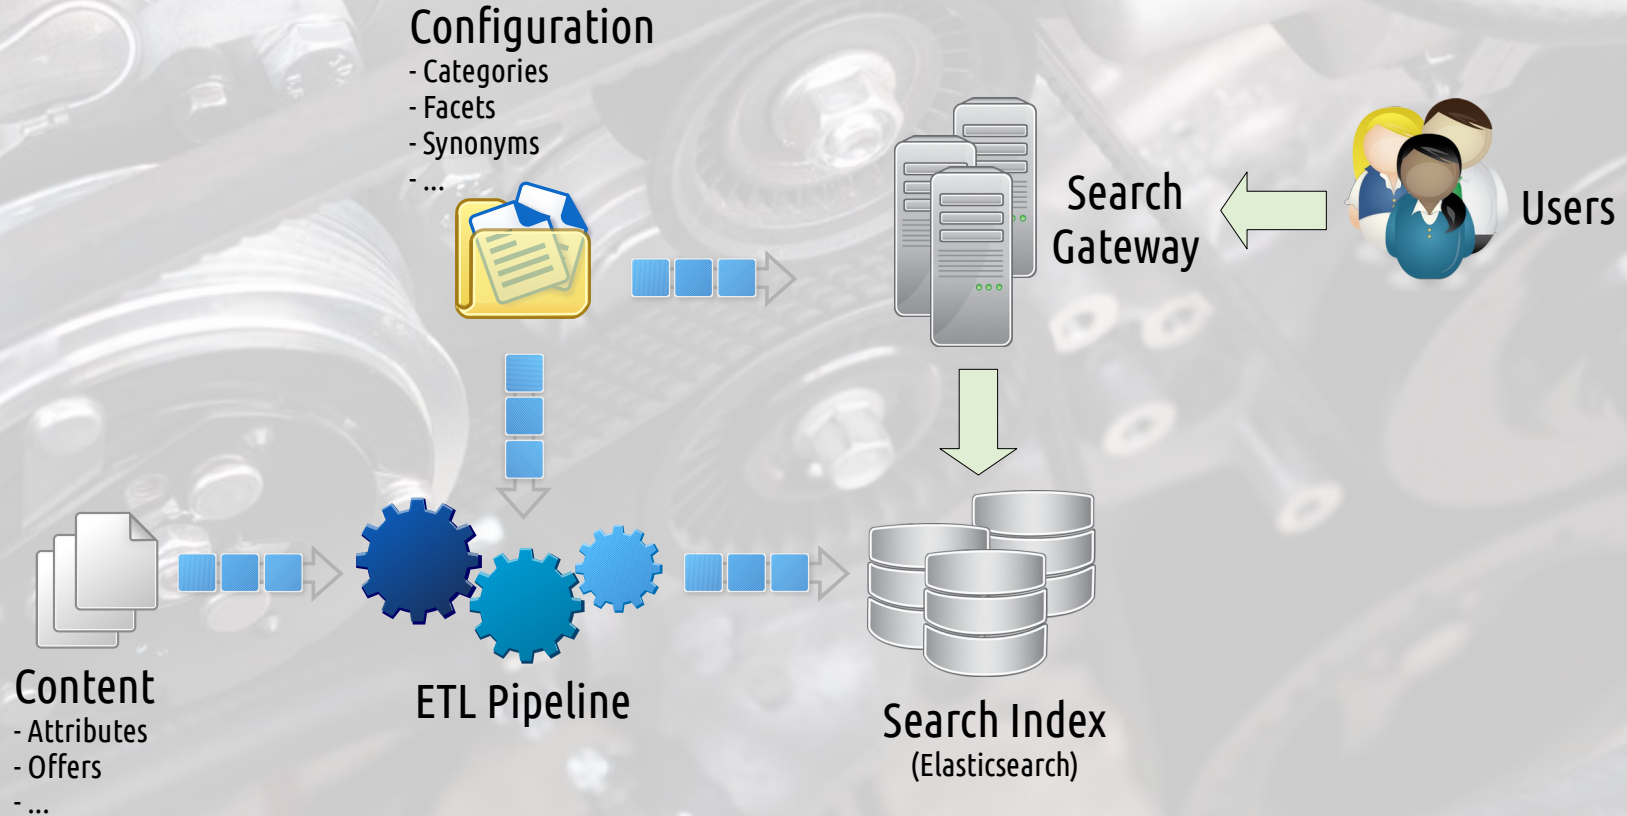 Configuration
- Categories
- Facets
- Synonyms
- ...
Search
Gateway
Users
Content
- Attributes
- Offers
- ...
ETL Pipeline
Search Index
(Elasticsearch)